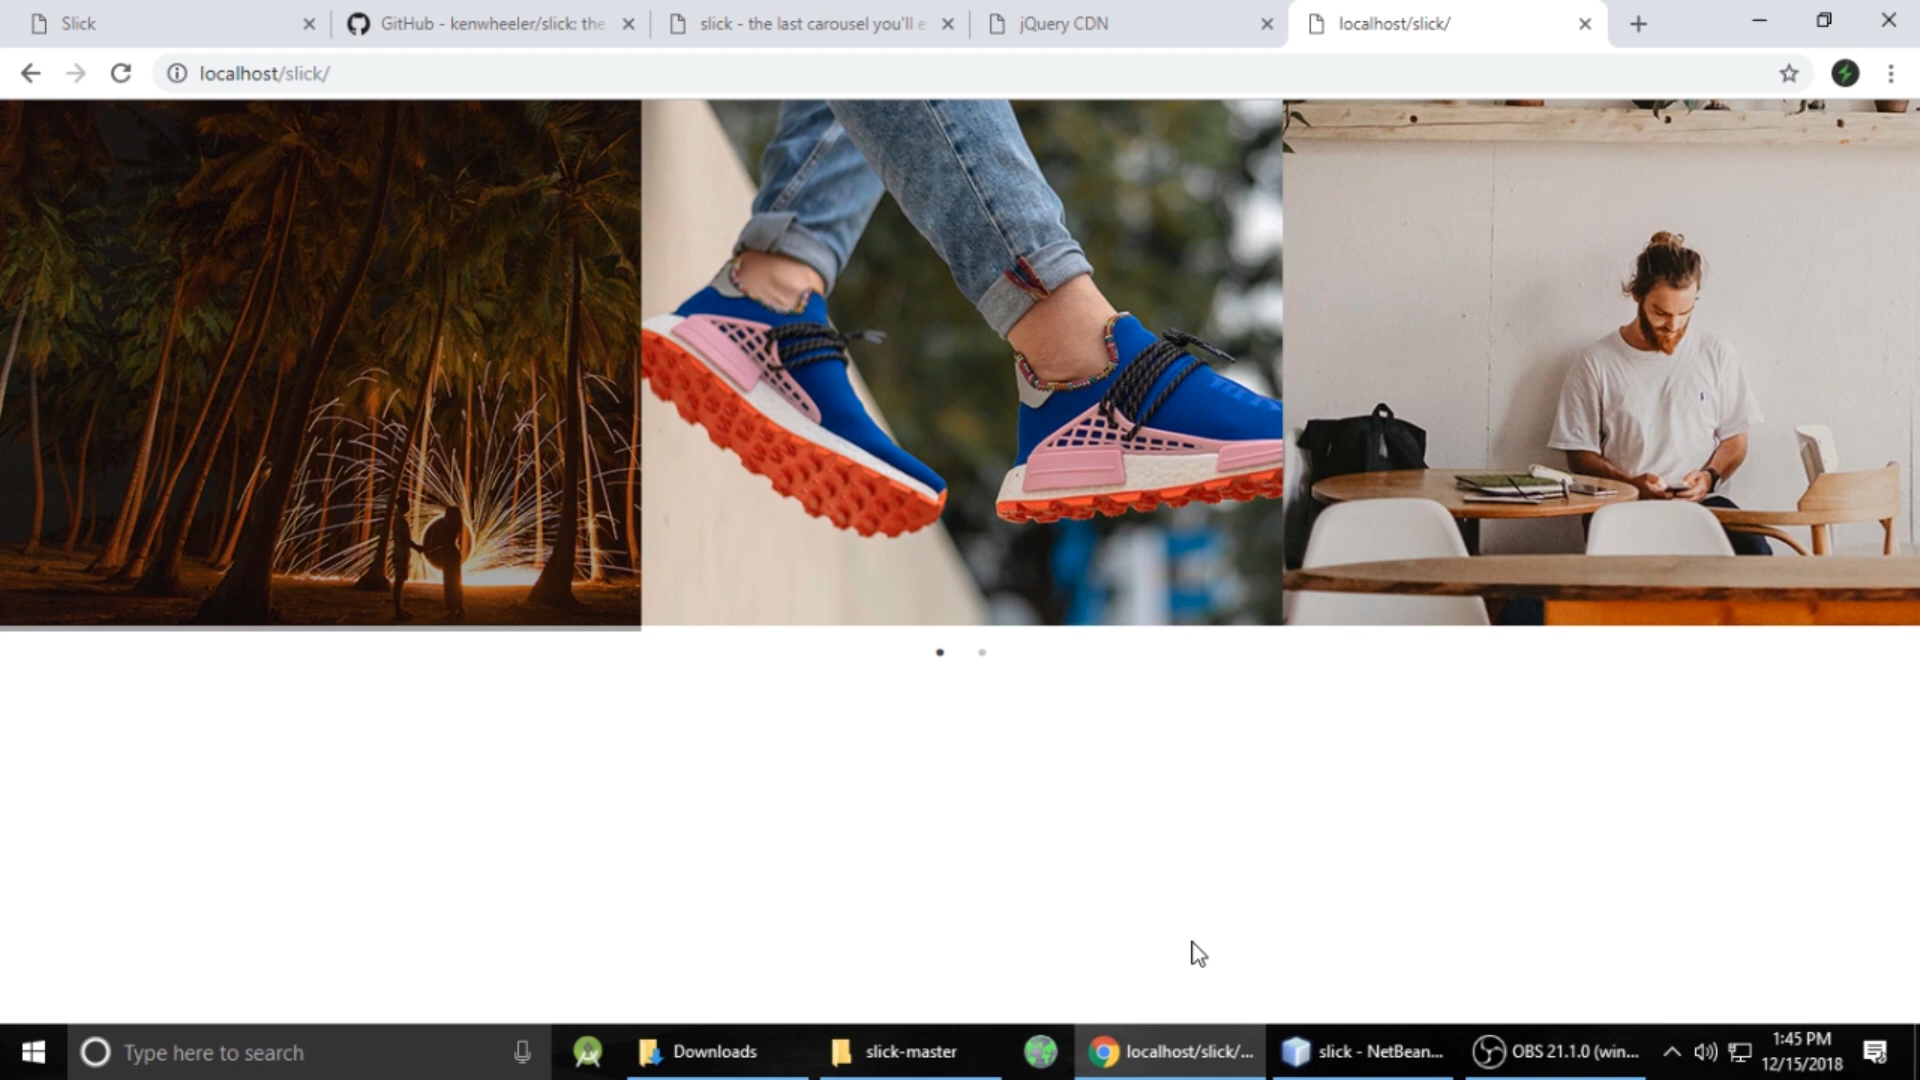 Slick
GitHub - kenwheeler/slick: the
slick - the last carousel you'll e
jQuery CDN
localhost/slick/
localhost/slick/
Type here to search
Downloads
slick-master
localhost/slick/...
slick - NetBean...
OBS 21.1.0 (win...
1:45 PM
12/15/2018